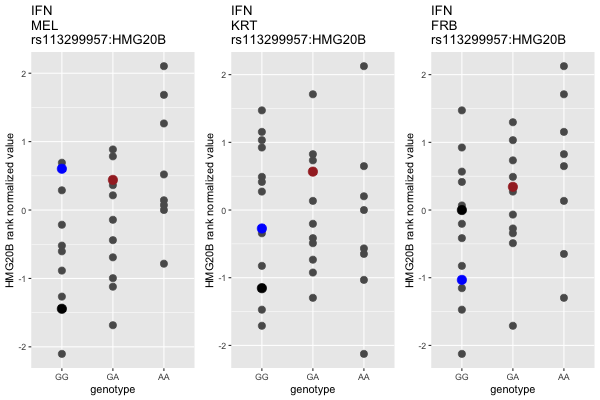 IFN
MEL
rs113299957:HMG20B
HMG20B rank normalized value
2
1
0
-1
-2
GG
GA
AA
genotype
IFN
KRT
rs113299957:HMG20B
HMG20B rank normalized value
2
1
0
-1
-2
GG
GA
AA
genotype
IFN
FRB
rs113299957:HMG20B
HMG20B rank normalized value
2
1
0
-1
-2
GG
GA
AA
genotype